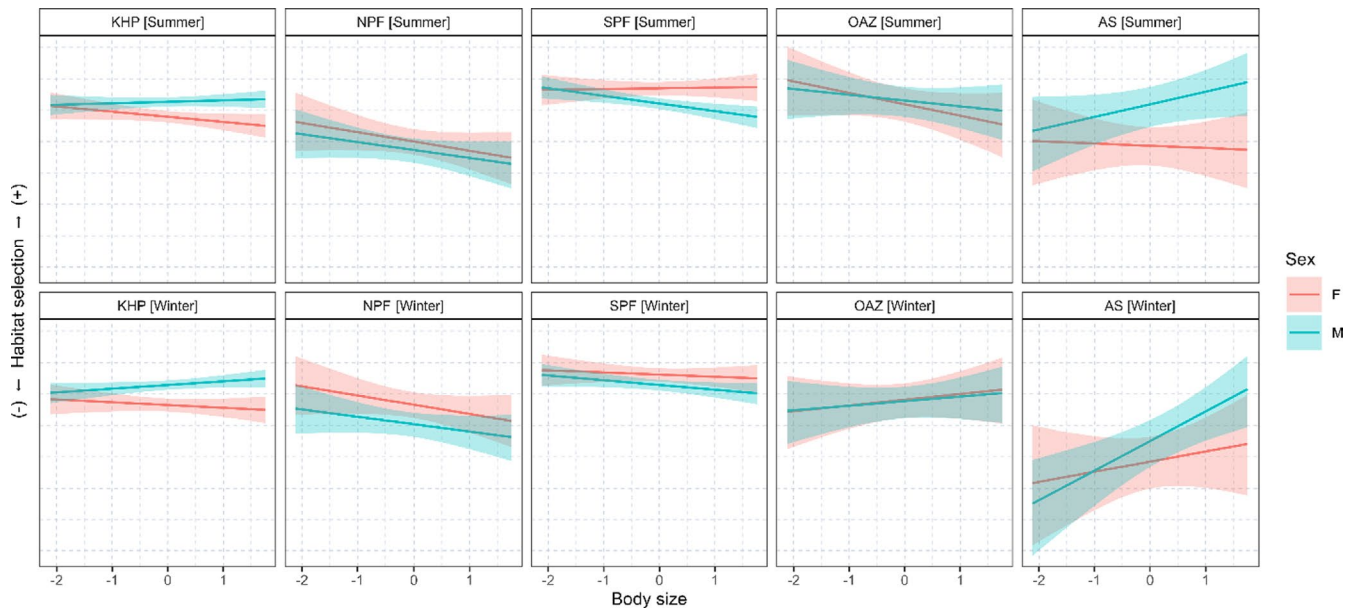 KHP [Summer] NPF [Summer] SPF [Summer] OAZ [Summer] AS [Summer]
(-) ← Habitat selection → (+)
Sex
F
M
KHP [Winter] NPF [Winter] SPF [Winter] OAZ [Winter] AS [Winter]
-2 -1 0 1 -2 -1 0 1 -2 -1 0 1 -2 -1 0 1 -2 -1 0 1
Body size